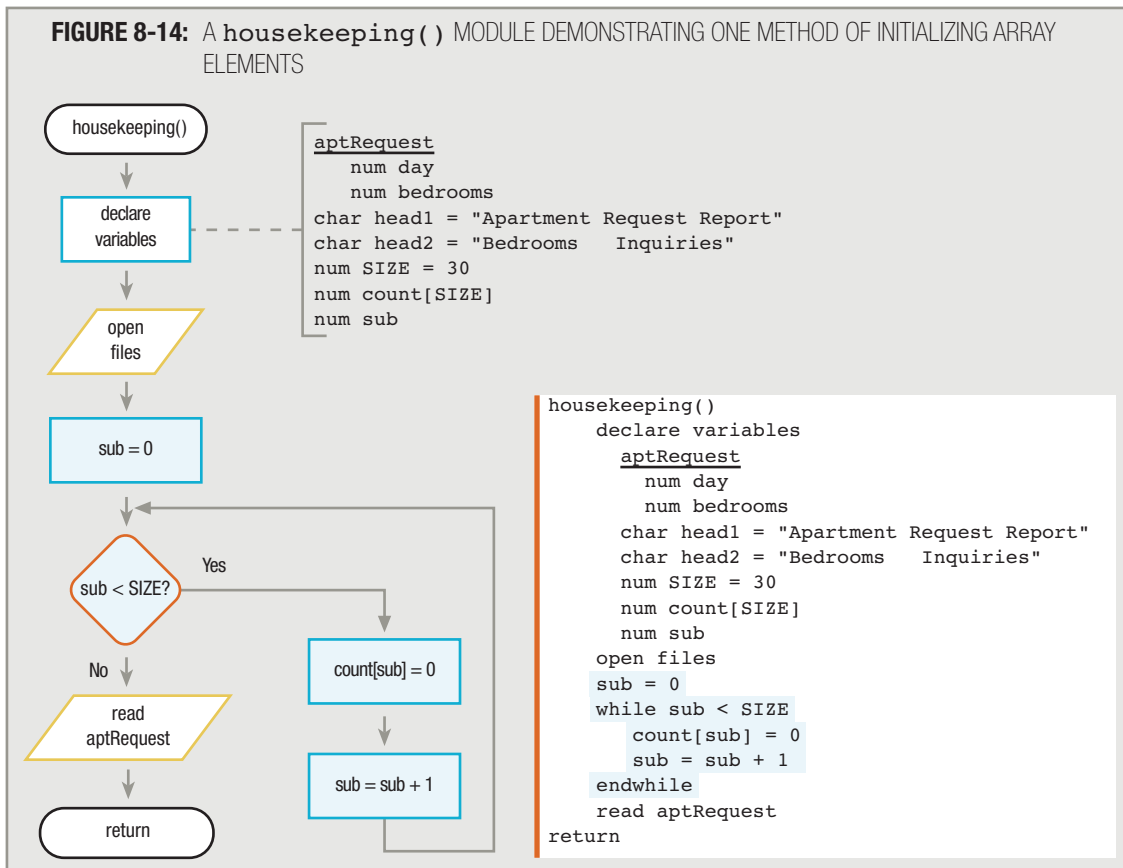 FIGURE 8-14: A housekeeping() MODULE DEMONSTRATING ONE METHOD OF INITIALIZING ARRAY
ELEMENTS
housekeeping()
declare
variables
aptRequest
num day
num bedrooms
char head1 = "Apartment Request Report"
char head2 = "Bedrooms   Inquiries"
num SIZE = 30
num count[SIZE]
num sub
open
files
sub = 0
sub < SIZE?
Yes
No
count[sub] = 0
sub = sub + 1
read
aptRequest
return
housekeeping()
declare variables
aptRequest
num day
num bedrooms
char head1 = "Apartment Request Report"
char head2 = "Bedrooms   Inquiries"
num SIZE = 30
num count[SIZE]
num sub
open files
sub = 0
while sub < SIZE
count[sub] = 0
sub = sub + 1
endwhile
read aptRequest
return